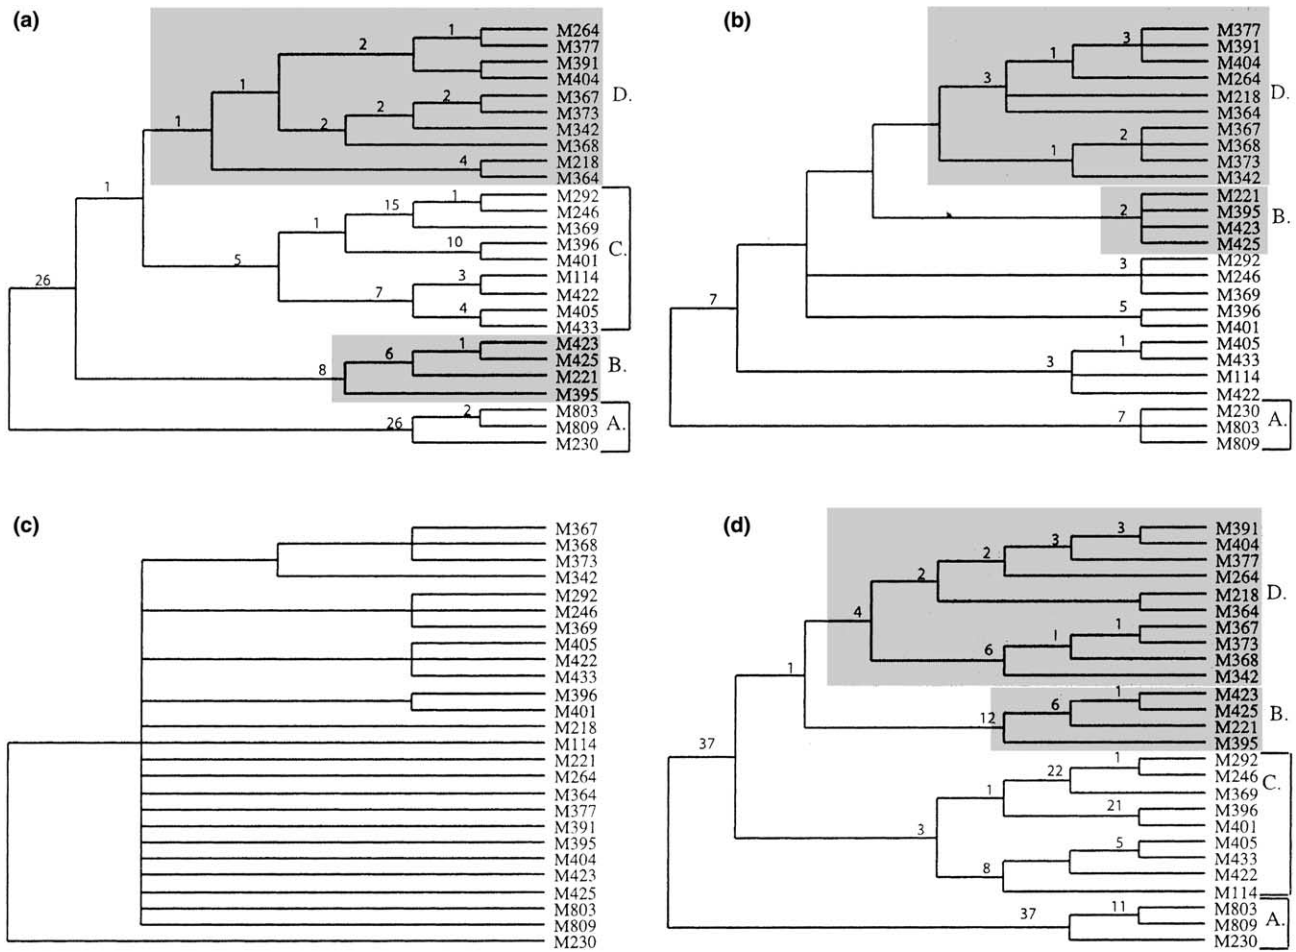 (a)
1
M264
2
M377
M391
1
M404
D.
2
M367
2
M373
1
2
M342
M368
4
M218
M364
1
1
M292
15
M246
1
M369
10
M396
C.
5
M401
3
M114
26
7
M422
4
M405
M433
1
M423
6
M425
8
B.
M221
M395
2
M803
26
M809
A.
M230
(b)
M377
3
M391
1
M404
3
M264
D.
M218
M364
2
M367
1
M368
M373
M342
M221
2
M395
B.
M423
M425
3
M292
M246
M369
7
5
M396
M401
1
M405
3
M433
M114
M422
M230
7
M803
A.
M809
(c)
M367
M368
M373
M342
M292
M246
M369
M405
M422
M433
M396
M401
M218
M114
M221
M264
M364
M377
M391
M395
M404
M423
M425
M803
M809
M230
(d)
3
M391
3
M404
2
M377
2
M264
D.
M218
4
M364
1
M367
1
M373
6
M368
1
M342
1
M423
6
M425
B.
12
M221
M395
37
1
M292
22
M246
C.
1
M369
21
M396
3
M401
5
M405
M433
8
M422
M114
11
M803
37
M809
A.
M230